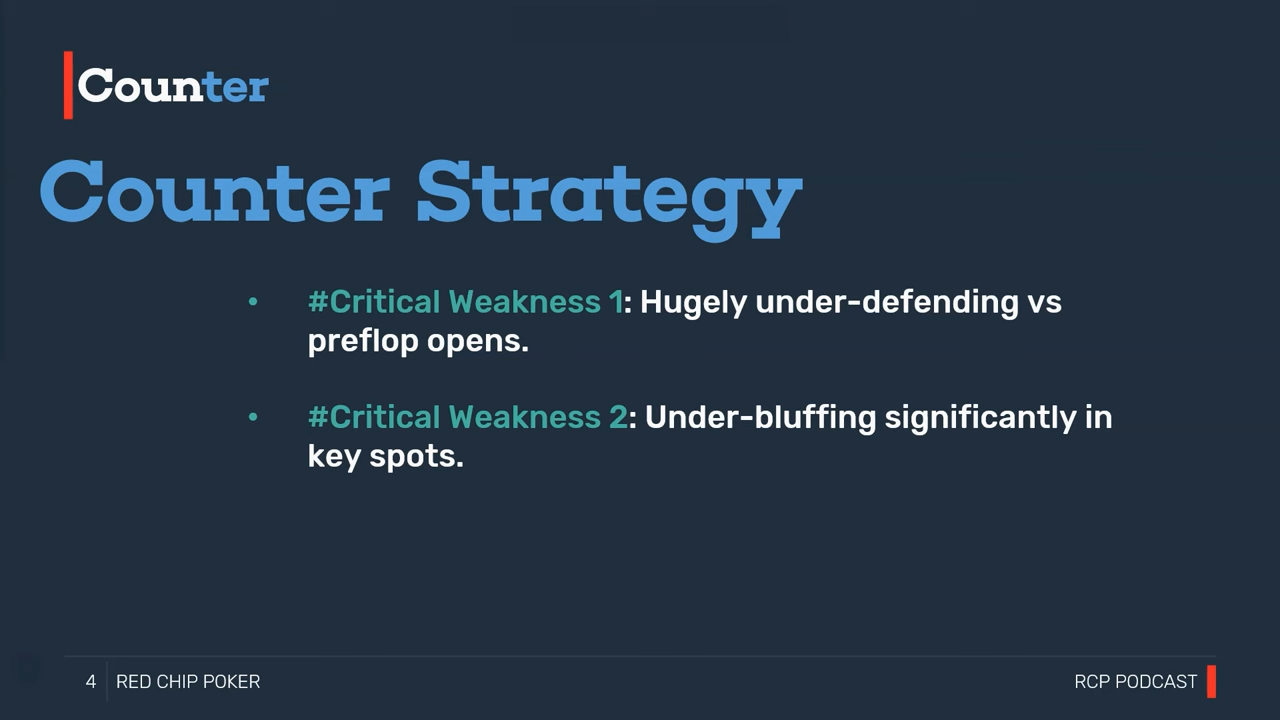 Counter
Counter Strategy
• #Critical Weakness 1: Hugely under-defending vs
preflop opens.
• #Critical Weakness 2: Under-bluffing significantly in
key spots.
4 RED CHIP POKER
RCP PODCAST